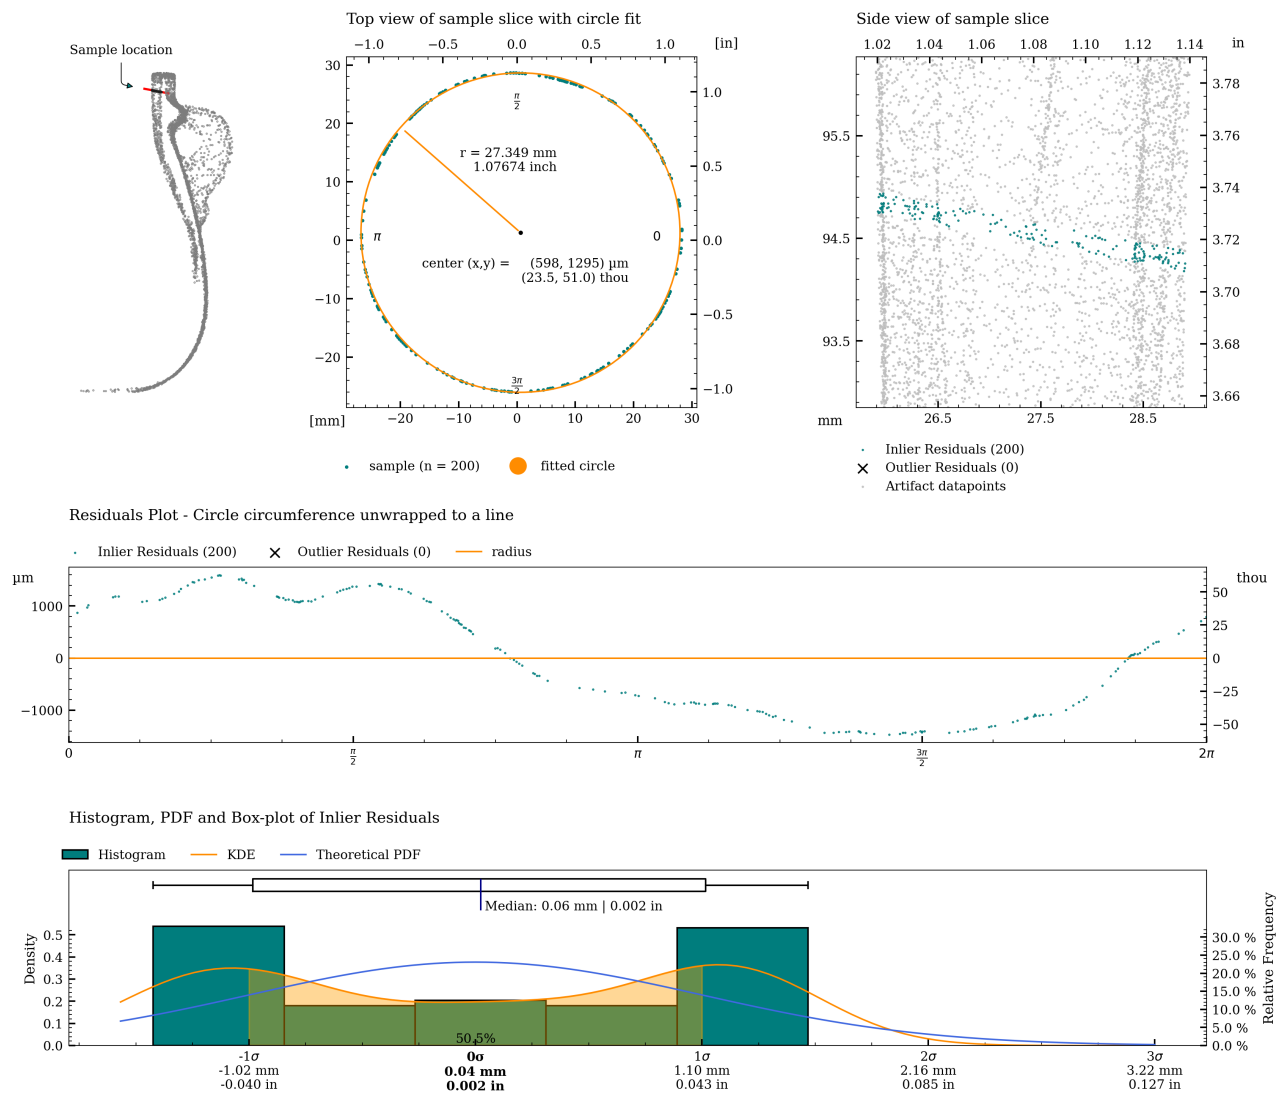 Sample location
Top view of sample slice with circle fit
−1.0 −0.5 0.0 0.5 1.0 [in]
30
20
10
0
−10
−20
[mm]
−20 −10 0 10 20 30
1.0
0.5
0.0
−0.5
−1.0
π/2
r = 27.349 mm
1.07674 inch
π
0
center (x,y) = (598, 1295) µm
(23.5, 51.0) thou
3π/2
sample (n = 200)
fitted circle
Side view of sample slice
1.02 1.04 1.06 1.08 1.10 1.12 1.14 in
95.5
94.5
93.5
mm
26.5 27.5 28.5
3.78
3.76
3.74
3.72
3.70
3.68
3.66
Inlier Residuals (200)
Outlier Residuals (0)
Artifact datapoints
Residuals Plot - Circle circumference unwrapped to a line
Inlier Residuals (200) Outlier Residuals (0) radius
µm
1000
0
−1000
thou
50
25
0
−25
−50
0 π/2 π 3π/2 2π
Histogram, PDF and Box-plot of Inlier Residuals
Histogram KDE Theoretical PDF
Median: 0.06 mm | 0.002 in
Density
0.5
0.4
0.3
0.2
0.1
0.0
Relative Frequency
30.0 %
25.0 %
20.0 %
15.0 %
10.0 %
5.0 %
0.0 %
50.5%
-1σ 0σ 1σ 2σ 3σ
-1.02 mm 0.04 mm 1.10 mm 2.16 mm 3.22 mm
-0.040 in 0.002 in 0.043 in 0.085 in 0.127 in